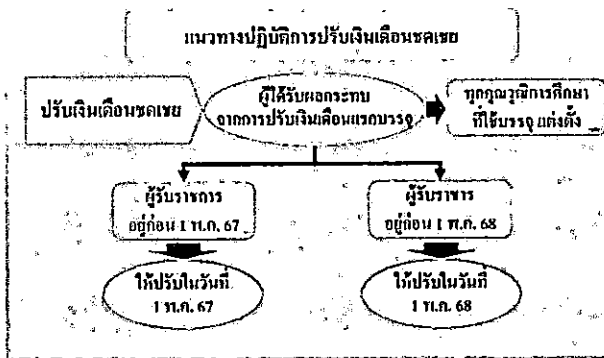 แนวทางปฏิบัติการปรับเงินเดือนชดเชย
ปรับเงินเดือนชดเชย
ผู้ได้รับผลกระทบ
จากการปรับเงินเดือนแรกบรรจุ
ทุกคุณวุฒิการศึกษา
ที่ใช้บรรจุ แต่งตั้ง
ผู้รับราชการ
อยู่ก่อน 1 พ.ค. 67
ผู้รับราชาร
อยู่ก่อน 1 พ.ค. 68
ให้ปรับในวันที่
1 พ.ค. 67
ให้ปรับในวันที่
1 พ.ค. 68